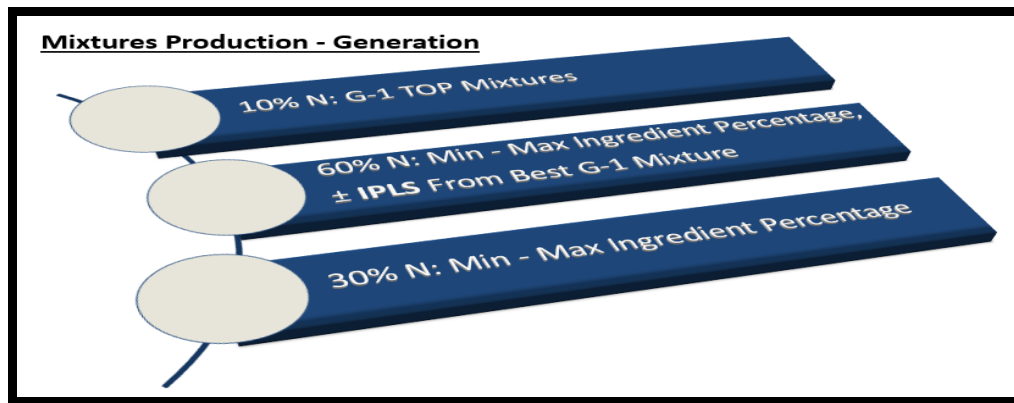 Mixtures Production - Generation
10% N: G-1 TOP Mixtures
60% N: Min - Max Ingredient Percentage,
± IPLS From Best G-1 Mixture
30% N: Min - Max Ingredient Percentage